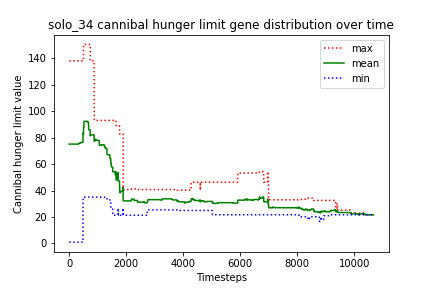 solo_34 cannibal hunger limit gene distribution over time
Cannibal hunger limit value
140
120
100
80
60
40
20
0
max
mean
min
0
2000
4000
6000
8000
10000
Timesteps